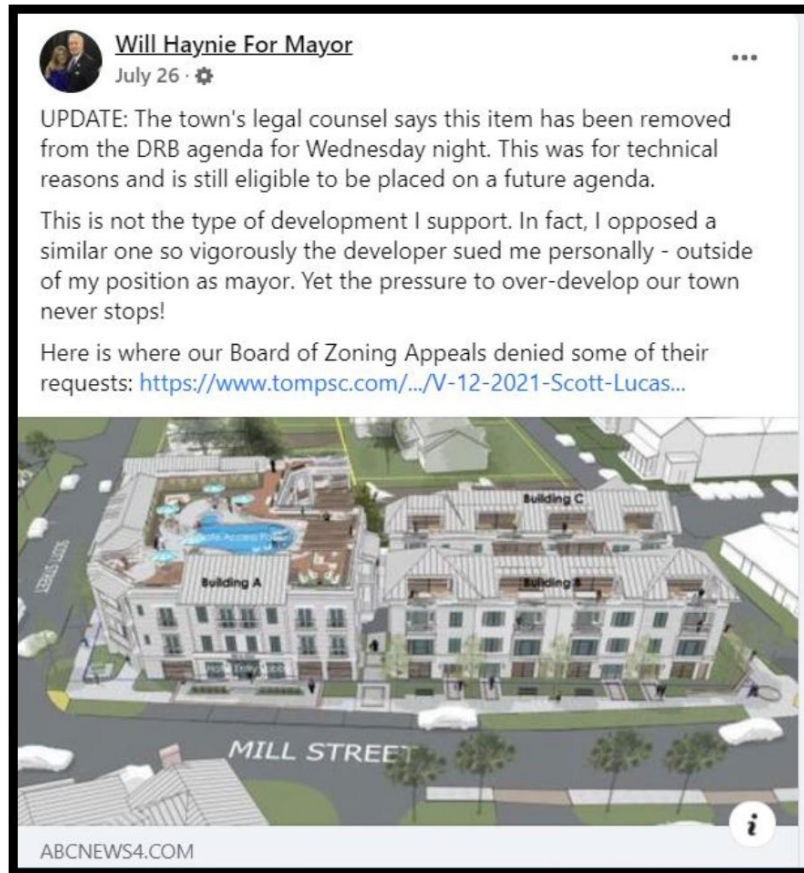 Will Haynie For Mayor
July 26 ·
UPDATE: The town's legal counsel says this item has been removed
from the DRB agenda for Wednesday night. This was for technical
reasons and is still eligible to be placed on a future agenda.
This is not the type of development I support. In fact, I opposed a
similar one so vigorously the developer sued me personally - outside
of my position as mayor. Yet the pressure to over-develop our town
never stops!
Here is where our Board of Zoning Appeals denied some of their
requests: https://www.tompsc.com/.../V-12-2021-Scott-Lucas...
Building C
Access
Building A
Building B
STREET
MILL STREET
i
ABCNEWS4.COM